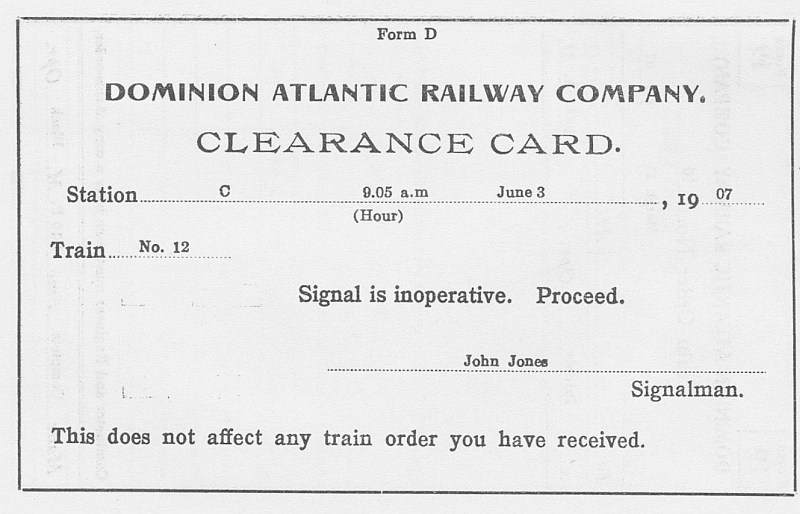 Form D
DOMINION ATLANTIC RAILWAY COMPANY.
CLEARANCE CARD.
Station C 9.05 a.m June 3, 19 07
(Hour)
Train No. 12
Signal is inoperative. Proceed.
John Jones
Signalman.
This does not affect any train order you have received.